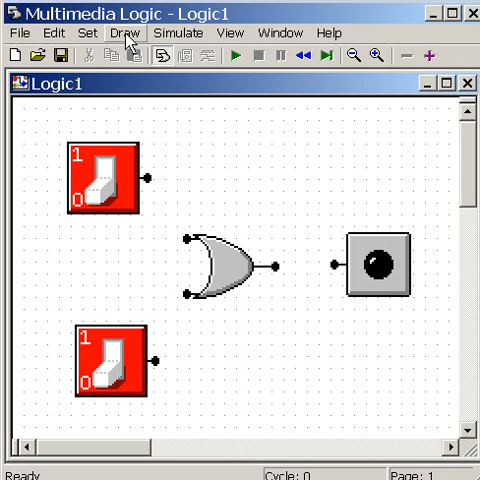 Multimedia Logic - Logic1
File Edit Set Draw Simulate View Window Help
Logic1
1
0
1
0
Ready Cycle: 0 Page: 1